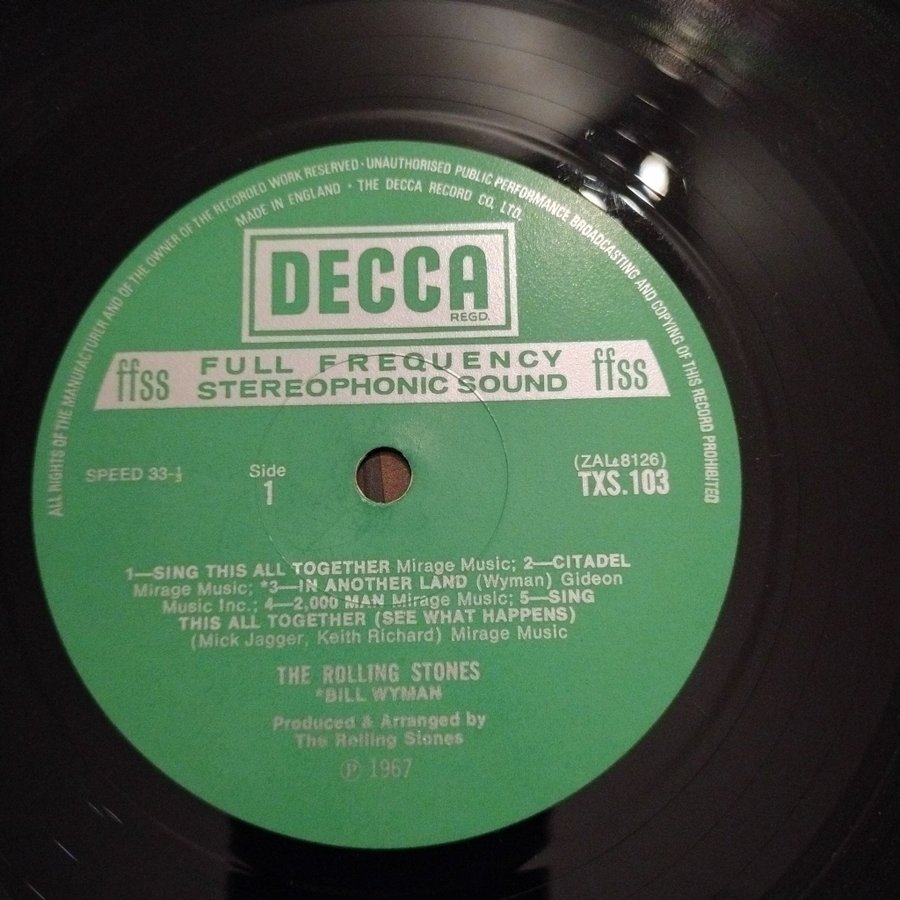 ALL RIGHTS OF THE MANUFACTURER AND OF THE OWNER OF THE RECORDED WORK RESERVED · UNAUTHORISED PUBLIC PERFORMANCE BROADCASTING AND COPYING OF THIS RECORD PROHIBITED
MADE IN ENGLAND · THE DECCA RECORD CO. LTD.
DECCA
REGD.
ffss FULL FREQUENCY ffss
STEREOPHONIC SOUND
SPEED 33-⅓ Side (ZAL 8126)
1 TXS.103
1—SING THIS ALL TOGETHER Mirage Music; 2—CITADEL
Mirage Music; *3—IN ANOTHER LAND (Wyman) Gideon
Music Inc.; 4—2,000 MAN Mirage Music; 5—SING
THIS ALL TOGETHER (SEE WHAT HAPPENS)
(Mick Jagger, Keith Richard) Mirage Music
THE ROLLING STONES
*BILL WYMAN
Produced & Arranged by
The Rolling Stones
℗ 1967